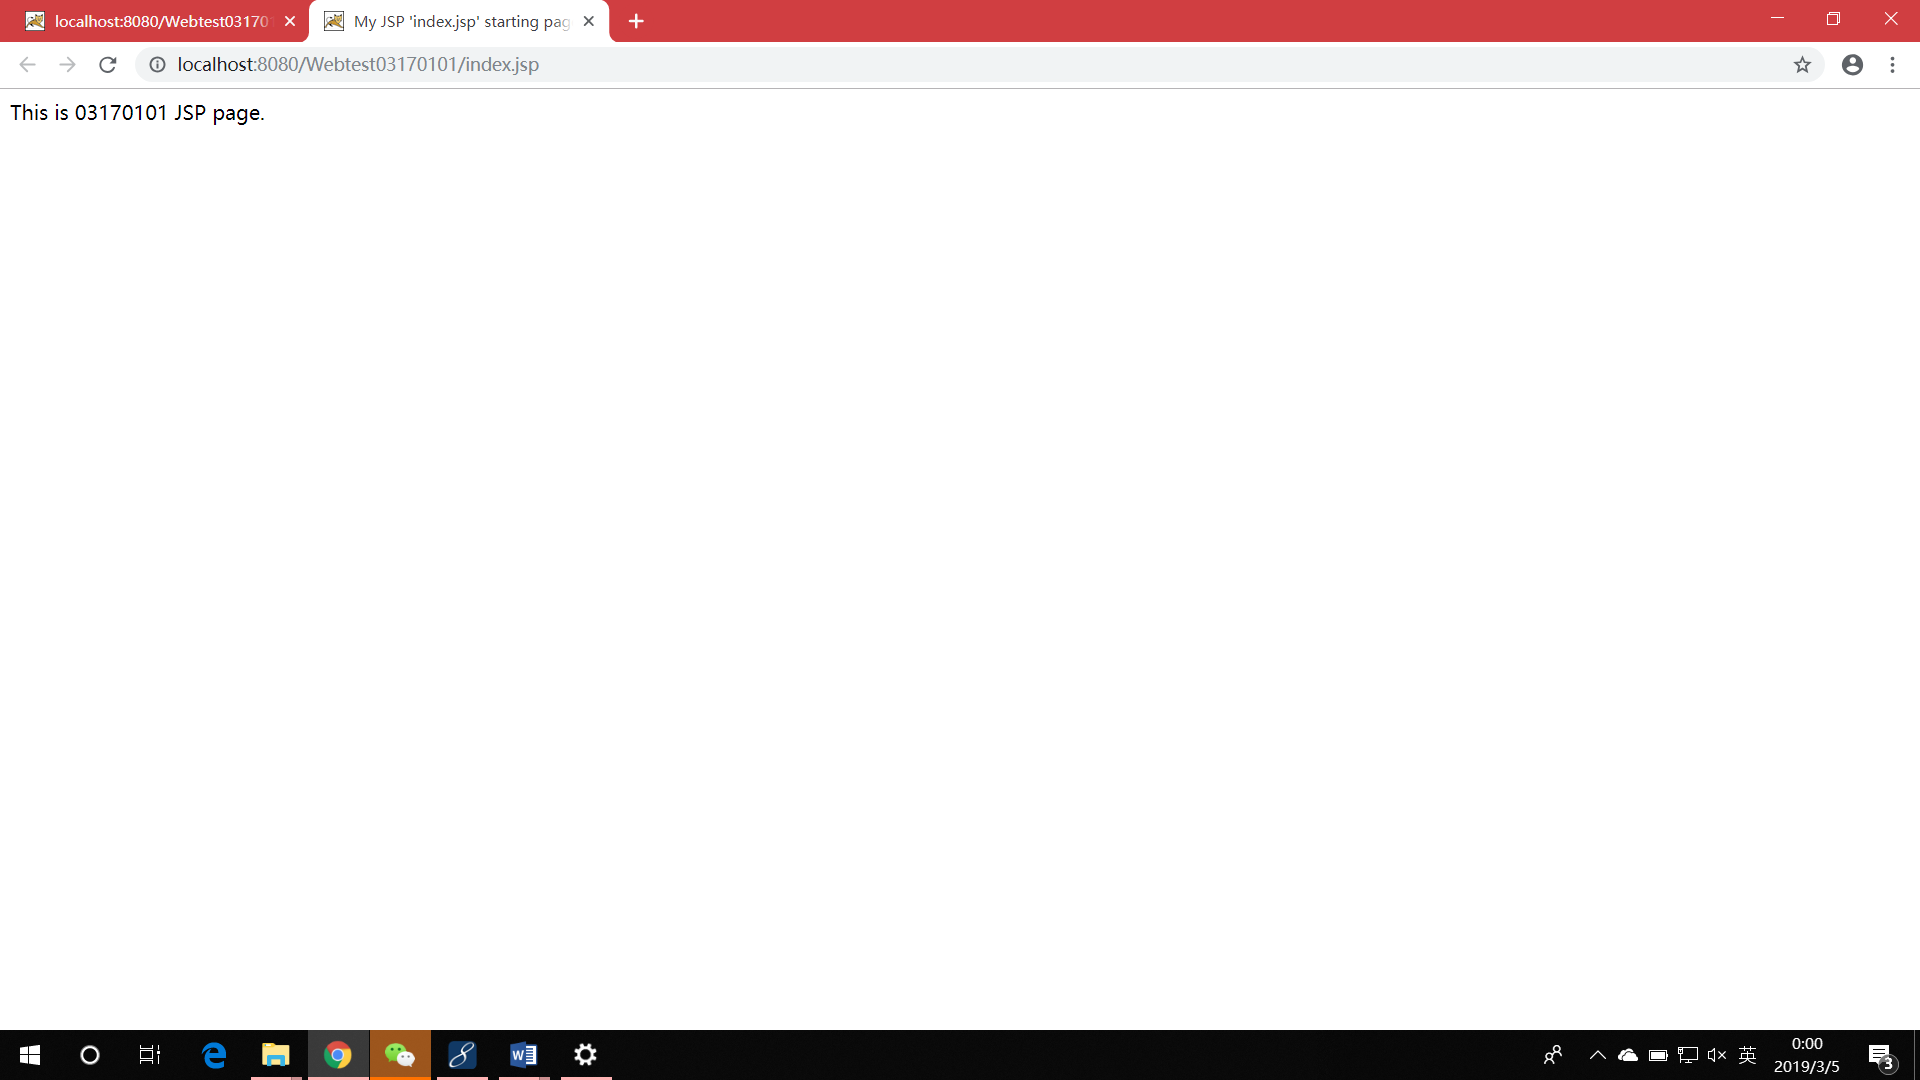 localhost:8080/Webtest031701
My JSP 'index.jsp' starting pag
localhost:8080/Webtest03170101/index.jsp
This is 03170101 JSP page.
英
0:00
2019/3/5
3